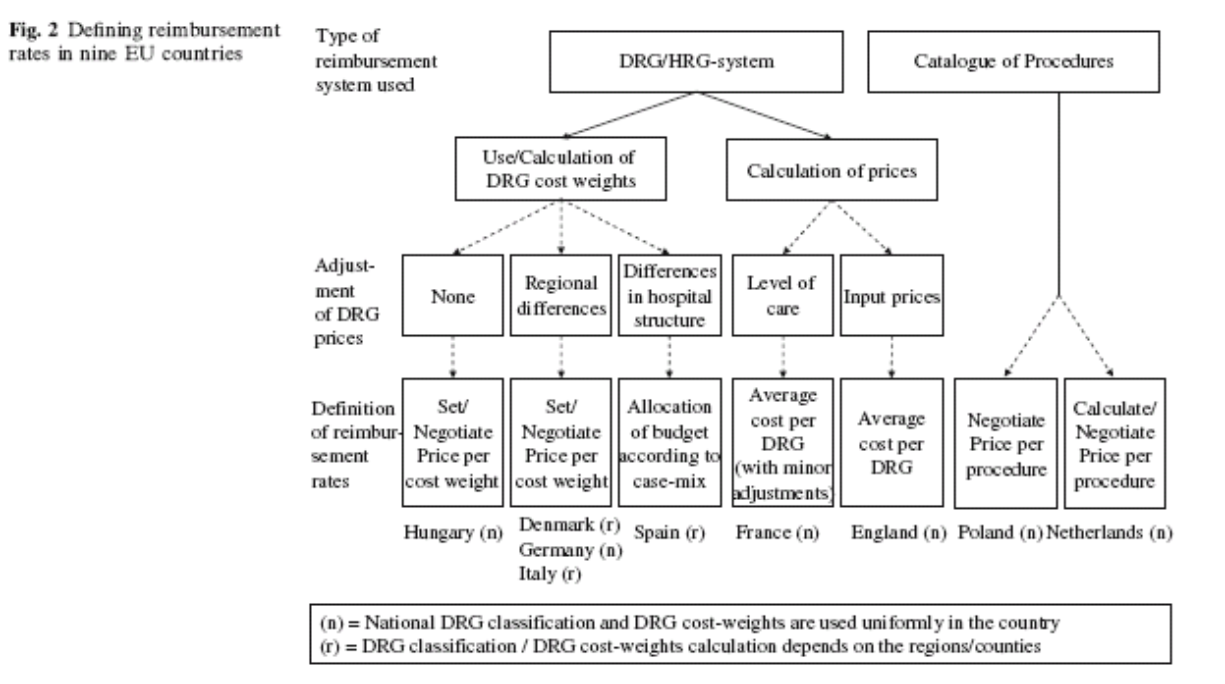 Fig. 2 Defining reimbursement
rates in nine EU countries
Type of
reimbursement
system used
DRG/HRG-system
Catalogue of Procedures
Use/Calculation of
DRG cost weights
Calculation of prices
Adjust-
ment
of DRG
prices
None
Regional
differences
Differences
in hospital
structure
Level of
care
Input prices
Definition
of reimbur-
sement
rates
Set/
Negotiate
Price per
cost weight
Set/
Negotiate
Price per
cost weight
Allocation
of budget
according to
case-mix
Average
cost per
DRG
(with minor
adjustments)
Average
cost per
DRG
Negotiate
Price per
procedure
Calculate/
Negotiate
Price per
procedure
Hungary (n)
Denmark (r)
Germany (n)
Italy (r)
Spain (r)
France (n)
England (n)
Poland (n)
Netherlands (n)
(n) = National DRG classification and DRG cost-weights are used uniformly in the country
(r) = DRG classification / DRG cost-weights calculation depends on the regions/counties